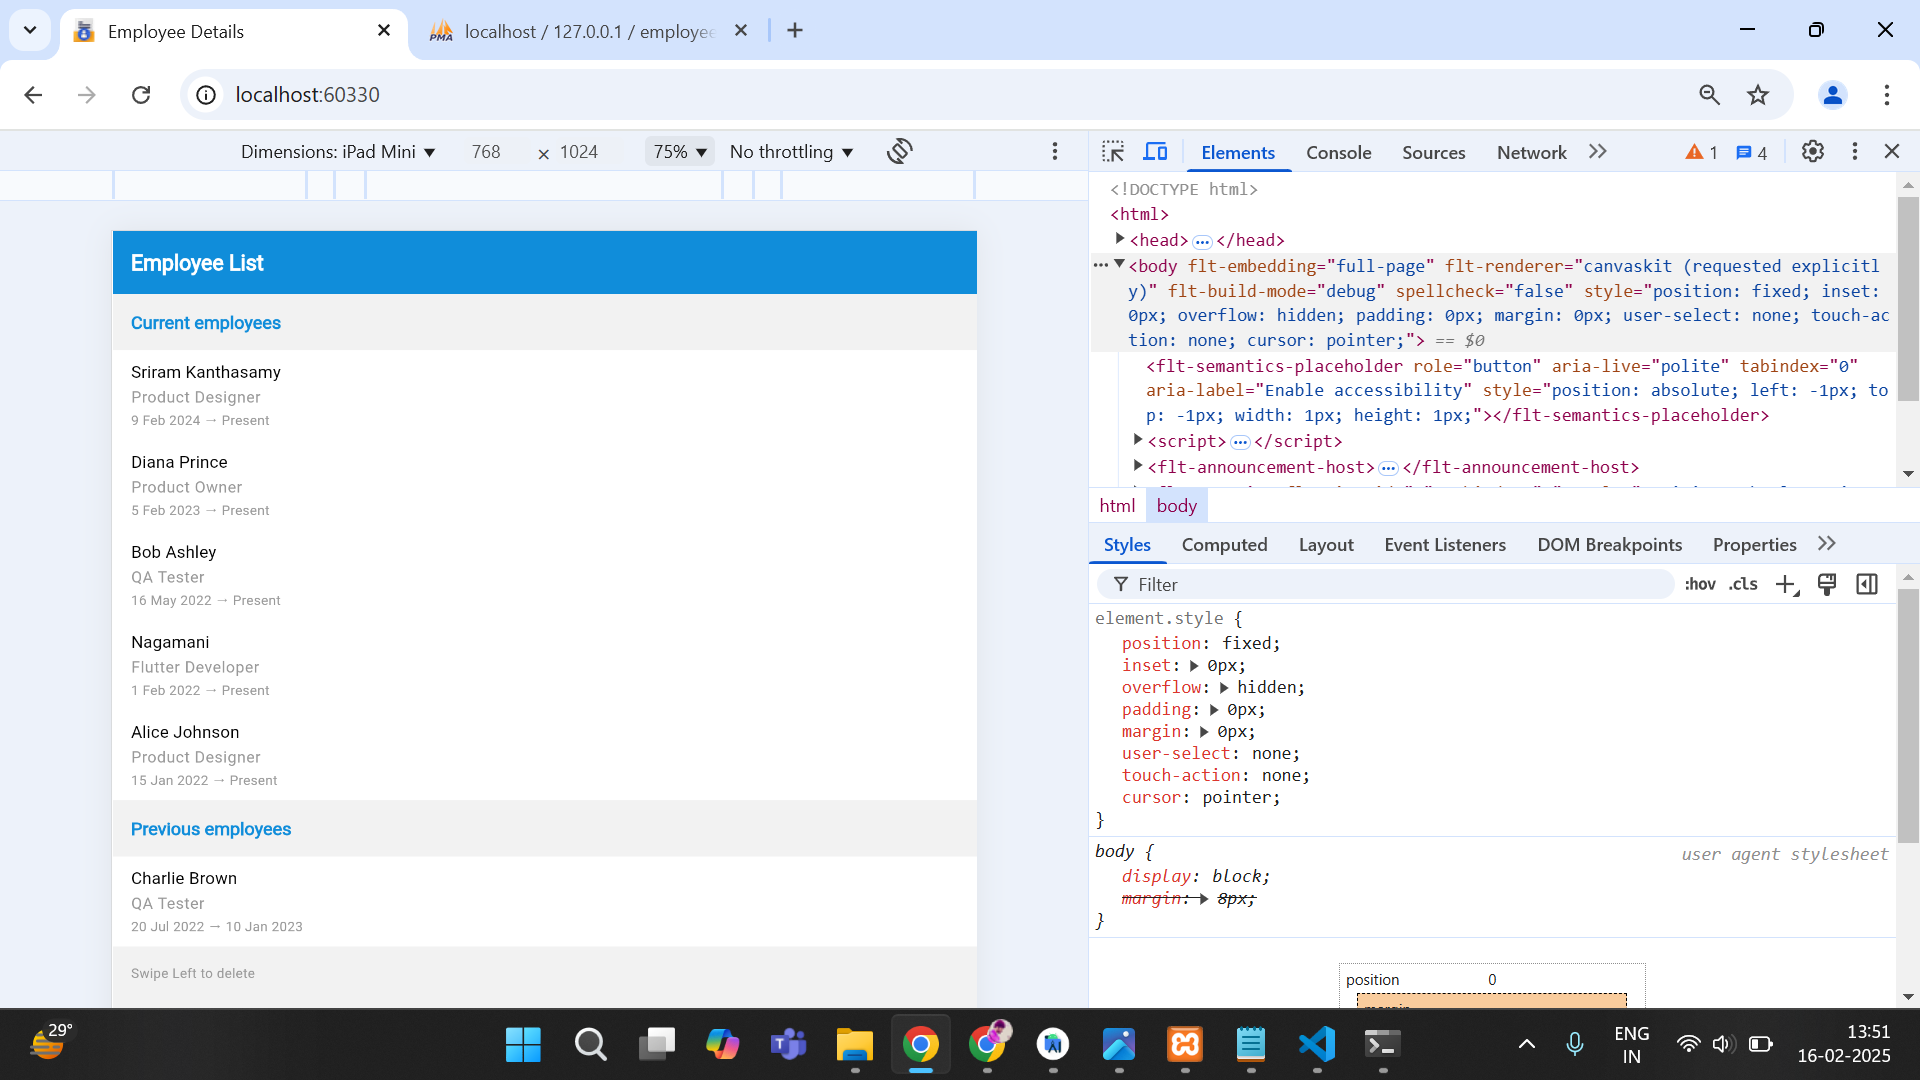 Employee Details
localhost / 127.0.0.1 / employee
localhost:60330
Dimensions: iPad Mini ▼ 768 × 1024 75% ▼ No throttling ▼
Employee List
Current employees
Sriram Kanthasamy
Product Designer
9 Feb 2024 → Present
Diana Prince
Product Owner
5 Feb 2023 → Present
Bob Ashley
QA Tester
16 May 2022 → Present
Nagamani
Flutter Developer
1 Feb 2022 → Present
Alice Johnson
Product Designer
15 Jan 2022 → Present
Previous employees
Charlie Brown
QA Tester
20 Jul 2022 → 10 Jan 2023
Swipe Left to delete
Elements Console Sources Network 1 4
<!DOCTYPE html>
<html>
<head> ••• </head>
••• <body flt-embedding="full-page" flt-renderer="canvaskit (requested explicitl
y)" flt-build-mode="debug" spellcheck="false" style="position: fixed; inset:
0px; overflow: hidden; padding: 0px; margin: 0px; user-select: none; touch-ac
tion: none; cursor: pointer;"> == $0
<flt-semantics-placeholder role="button" aria-live="polite" tabindex="0"
aria-label="Enable accessibility" style="position: absolute; left: -1px; to
p: -1px; width: 1px; height: 1px;"></flt-semantics-placeholder>
<script> ••• </script>
<flt-announcement-host> ••• </flt-announcement-host>
html body
Styles Computed Layout Event Listeners DOM Breakpoints Properties
Filter :hov .cls
element.style {
position: fixed;
inset: 0px;
overflow: hidden;
padding: 0px;
margin: 0px;
user-select: none;
touch-action: none;
cursor: pointer;
}
body {
user agent stylesheet
display: block;
margin: 8px;
}
position 0
29°
ENG
IN
13:51
16-02-2025